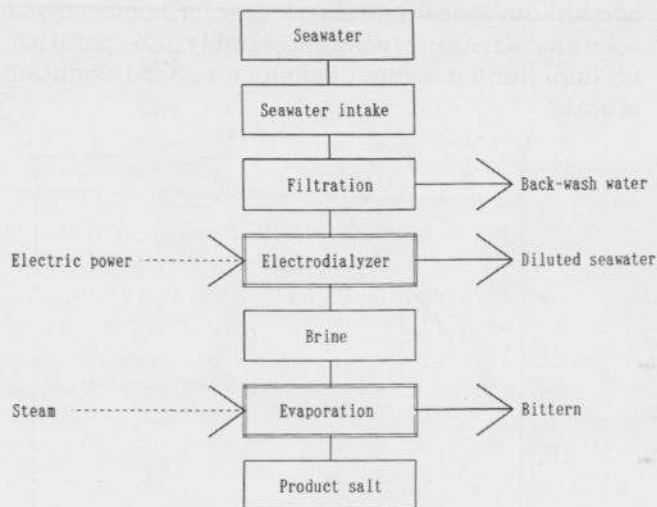 Seawater
Seawater intake
Filtration
Back-wash water
Electric power
Electrodialyzer
Diluted seawater
Brine
Steam
Evaporation
Bittern
Product salt